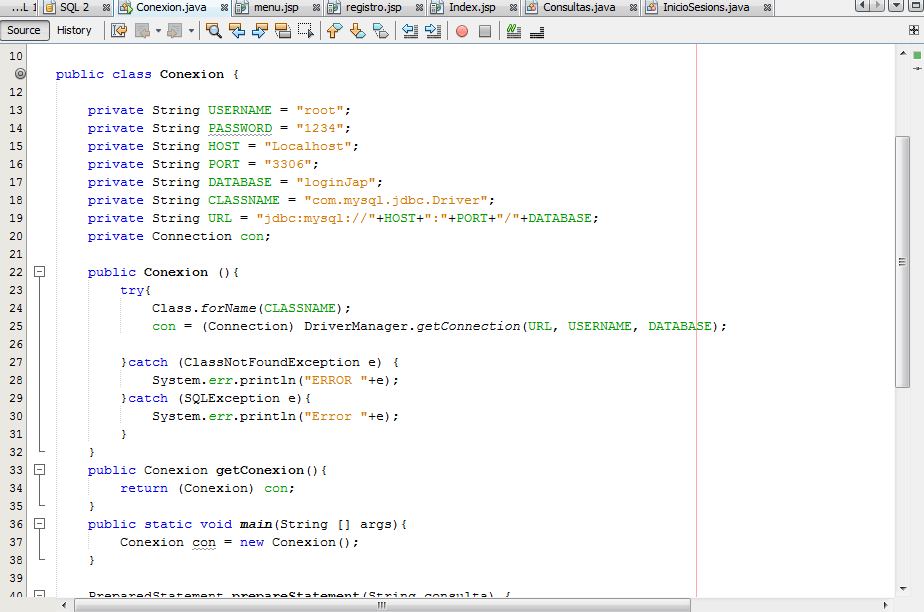 ...L 1 SQL 2 Conexion.java menu.jsp registro.jsp Index.jsp Consultas.java InicioSesions.java
Source History
10
public class Conexion {
12
13 private String USERNAME = "root";
14 private String PASSWORD = "1234";
15 private String HOST = "Localhost";
16 private String PORT = "3306";
17 private String DATABASE = "loginJap";
18 private String CLASSNAME = "com.mysql.jdbc.Driver";
19 private String URL = "jdbc:mysql://"+HOST+":"+PORT+"/"+DATABASE;
20 private Connection con;
21
22 public Conexion (){
23 try{
24 Class.forName(CLASSNAME);
25 con = (Connection) DriverManager.getConnection(URL, USERNAME, DATABASE);
26
27 }catch (ClassNotFoundException e) {
28 System.err.println("ERROR "+e);
29 }catch (SQLException e){
30 System.err.println("Error "+e);
31 }
32 }
33 public Conexion getConexion(){
34 return (Conexion) con;
35 }
36 public static void main(String [] args){
37 Conexion con = new Conexion();
38 }
39
40 PreparedStatement prepareStatement(String consulta) {